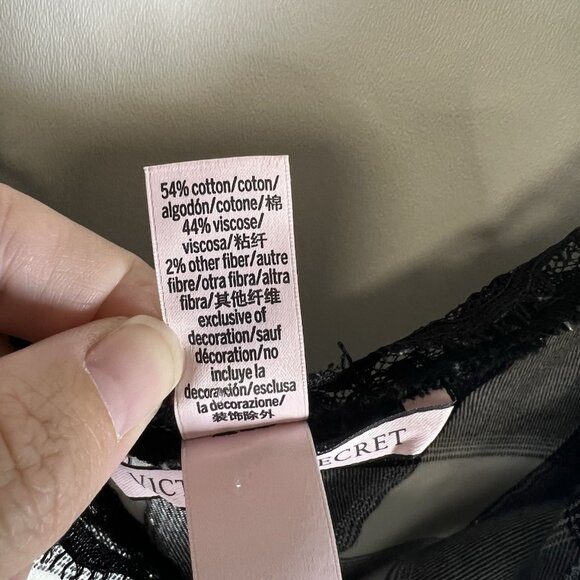 54% cotton/coton/
algodón/cotone/棉
44% viscose/
viscosa/粘纤
2% other fiber/autre
fibre/otra fibra/altra
fibra/其他纤维
exclusive of
decoration/sauf
décoration/no
incluye la
decoración/esclusa
la decorazione/
装饰除外
VICT ECRET